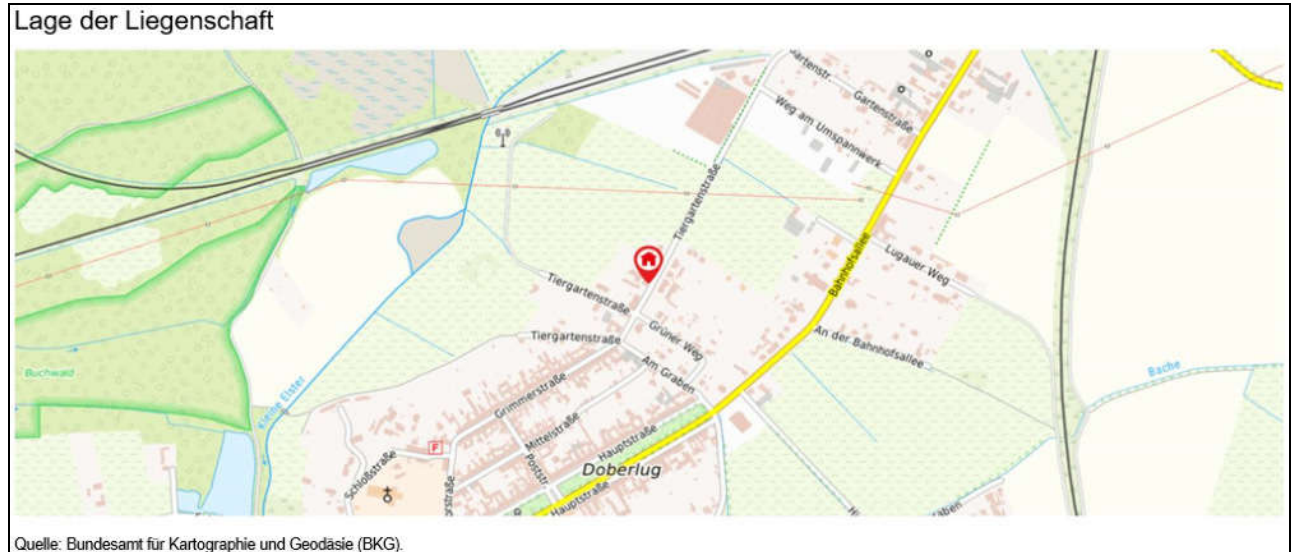 Lage der Liegenschaft
Gartenstr.
Gartenstraße
Weg am Umspannwerk
Tiergartenstraße
Bahnhofsallee
Lugauer Weg
Tiergartenstraße
Tiergartenstraße
Grüner Weg
Am Graben
An der Bahnhofsallee
Bache
Buchwald
Kleine Elster
Grimmerstraße
Mittelstraße
Hauptstraße
F
Schloßstraße
Poststr.
Doberlug
Hauptstraße
Quelle: Bundesamt für Kartographie und Geodäsie (BKG).